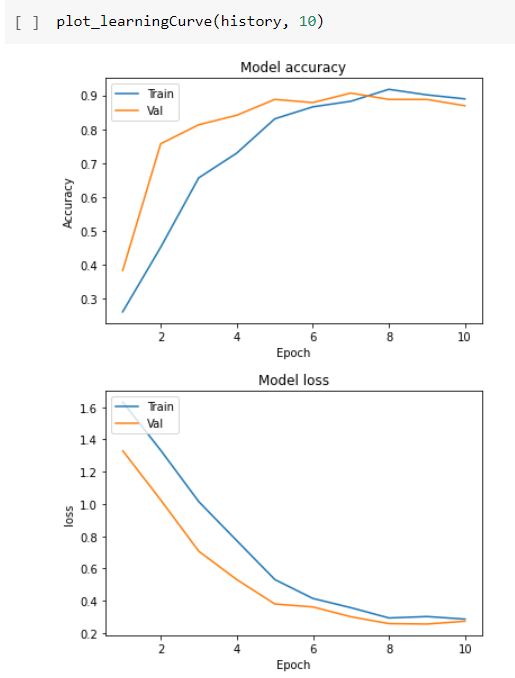 [ ] plot_learningCurve(history, 10)
Model accuracy
Train
Val
0.9
0.8
0.7
0.6
0.5
0.4
0.3
Accuracy
2 4 6 8 10
Epoch
Model loss
Train
Val
1.6
1.4
1.2
1.0
0.8
0.6
0.4
0.2
loss
2 4 6 8 10
Epoch